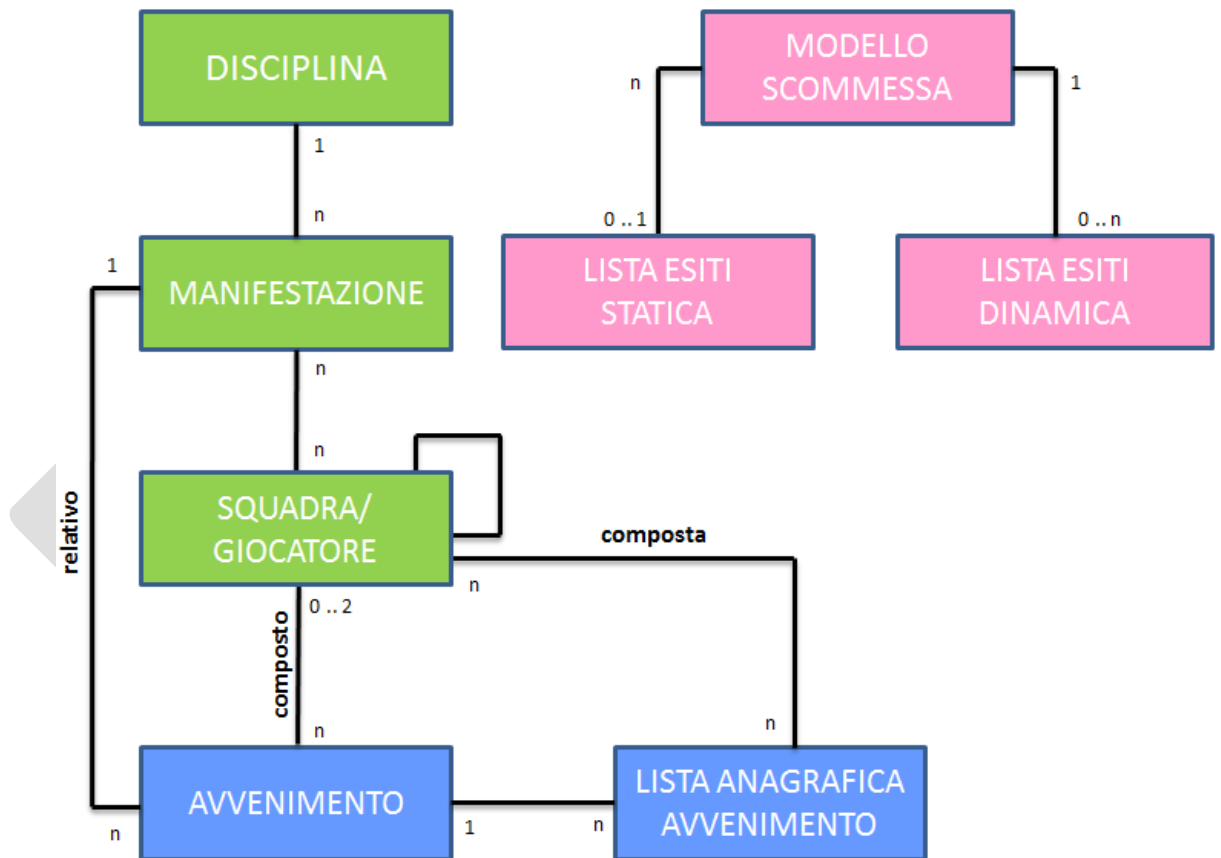 DISCIPLINA
MODELLO
SCOMMESSA
n
1
1
n
0 .. 1
0 .. n
1
MANIFESTAZIONE
LISTA ESITI
STATICA
LISTA ESITI
DINAMICA
n
n
relativo
SQUADRA/
GIOCATORE
composta
n
0 .. 2
composto
n
n
AVVENIMENTO
LISTA ANAGRAFICA
AVVENIMENTO
n
1
n